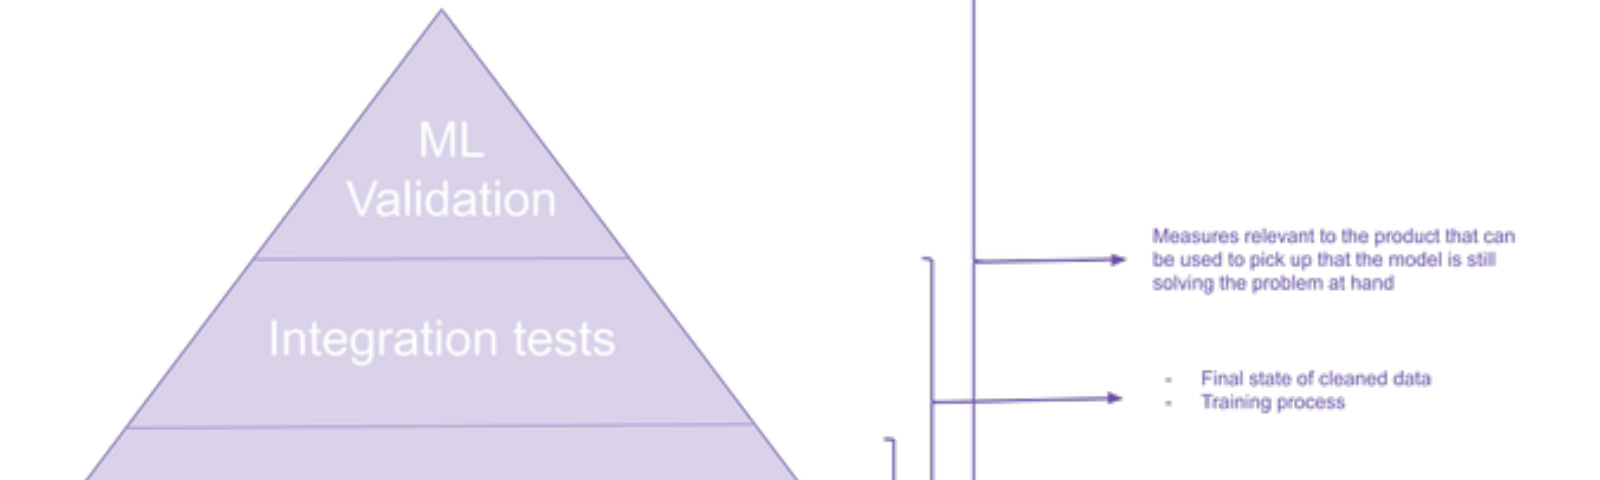 ML
Validation
Integration tests
Measures relevant to the product that can
be used to pick up that the model is still
solving the problem at hand
- Final state of cleaned data
- Training process